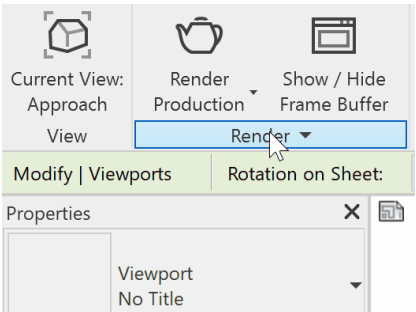 Current View:
Approach
Render
Production
Show / Hide
Frame Buffer
View
Render
Modify | Viewports
Rotation on Sheet:
Properties
Viewport
No Title